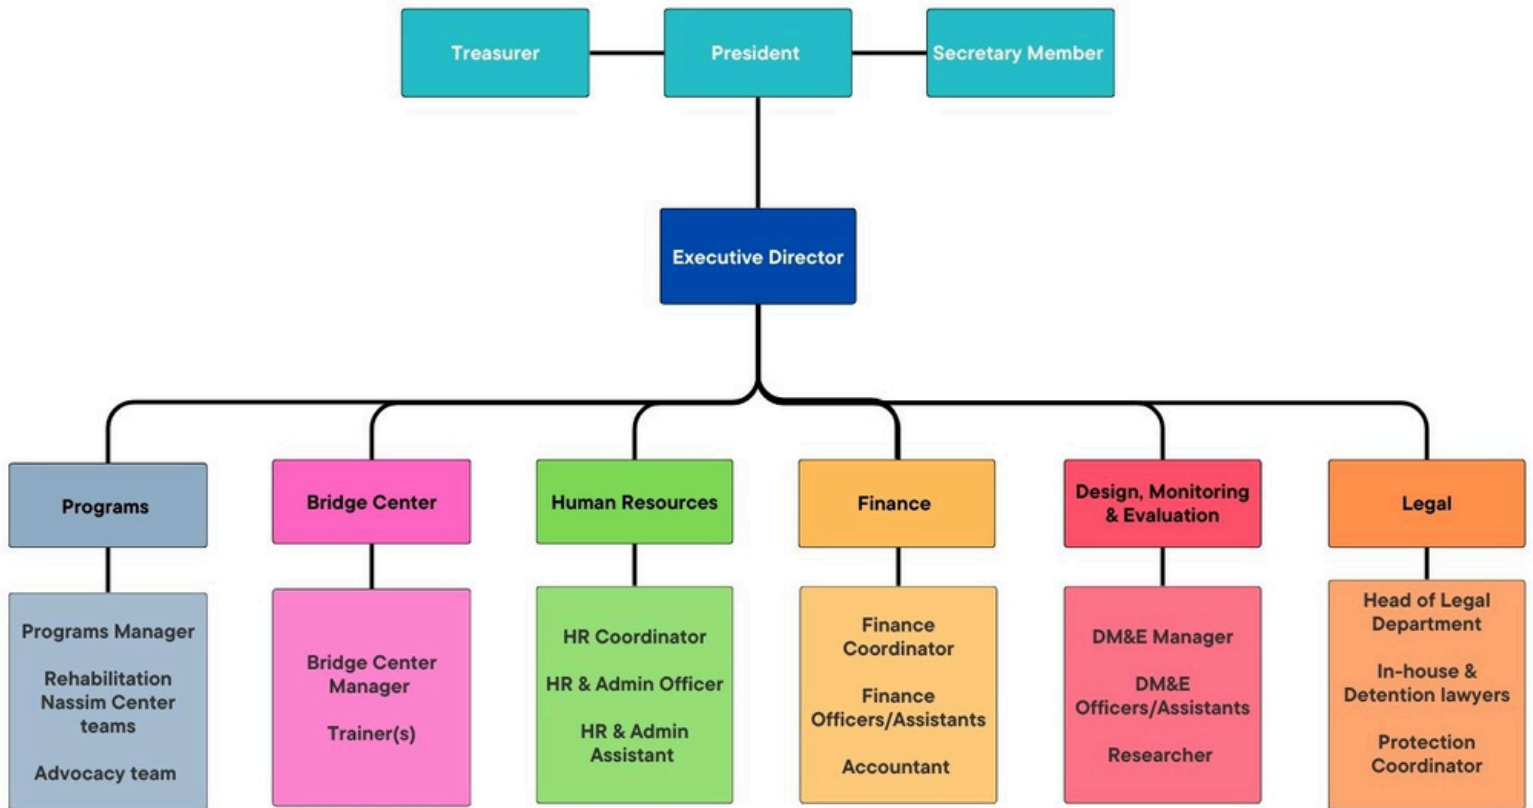 Treasurer
President
Secretary Member
Executive Director
Programs
Bridge Center
Human Resources
Finance
Design, Monitoring
& Evaluation
Legal
Programs Manager
Rehabilitation
Nassim Center
teams
Advocacy team
Bridge Center
Manager
Trainer(s)
HR Coordinator
HR & Admin Officer
HR & Admin
Assistant
Finance
Coordinator
Finance
Officers/Assistants
Accountant
DM&E Manager
DM&E
Officers/Assistants
Researcher
Head of Legal
Department
In-house &
Detention lawyers
Protection
Coordinator